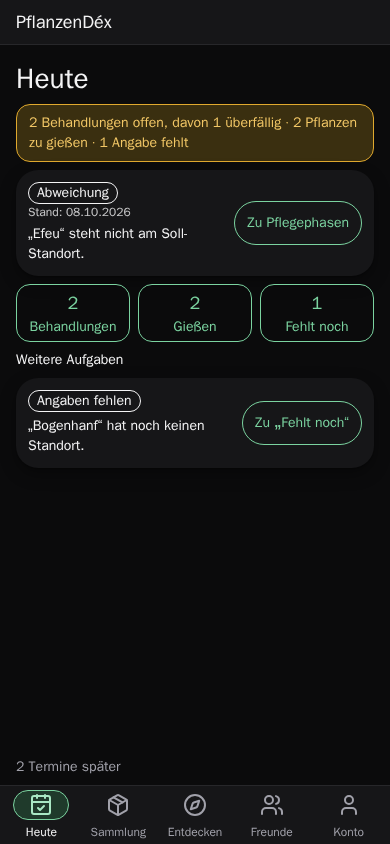 PflanzenDéx
Heute
2 Behandlungen offen, davon 1 überfällig · 2 Pflanzen
zu gießen · 1 Angabe fehlt
Abweichung
Stand: 08.10.2026
„Efeu“ steht nicht am Soll-
Standort.
Zu Pflegephasen
2
Behandlungen
2
Gießen
1
Fehlt noch
Weitere Aufgaben
Angaben fehlen
„Bogenhanf“ hat noch keinen
Standort.
Zu „Fehlt noch“
2 Termine später
Heute
Sammlung
Entdecken
Freunde
Konto